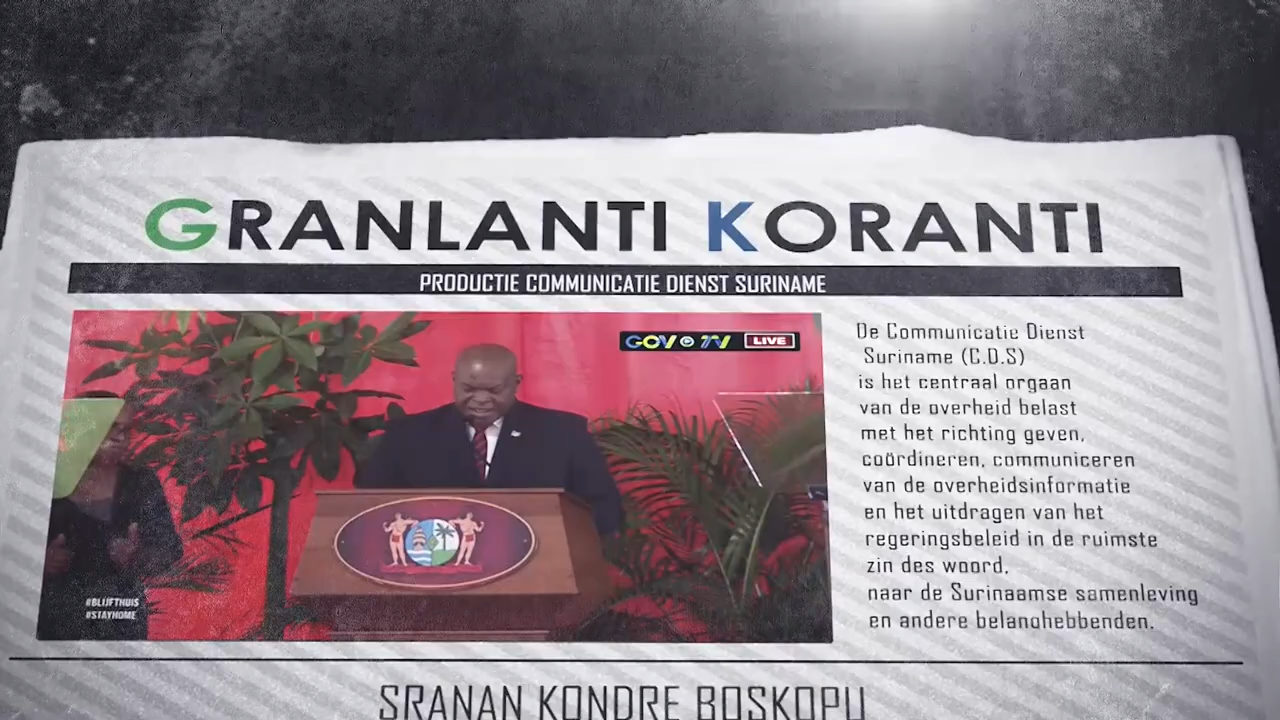 GRANLANTI KORANTI
PRODUCTIE COMMUNICATIE DIENST SURINAME
GOV TV LIVE
#BLIJFTHUIS
#STAYHOME
De Communicatie Dienst
Suriname (C.D.S)
is het centraal orgaan
van de overheid belast
met het richting geven,
coördineren, communiceren
van de overheidsinformatie
en het uitdragen van het
regeringsbeleid in de ruimste
zin des woord,
naar de Surinaamse samenleving
en andere belanghebbenden.
SRANAN KONDRE BOSKOPU